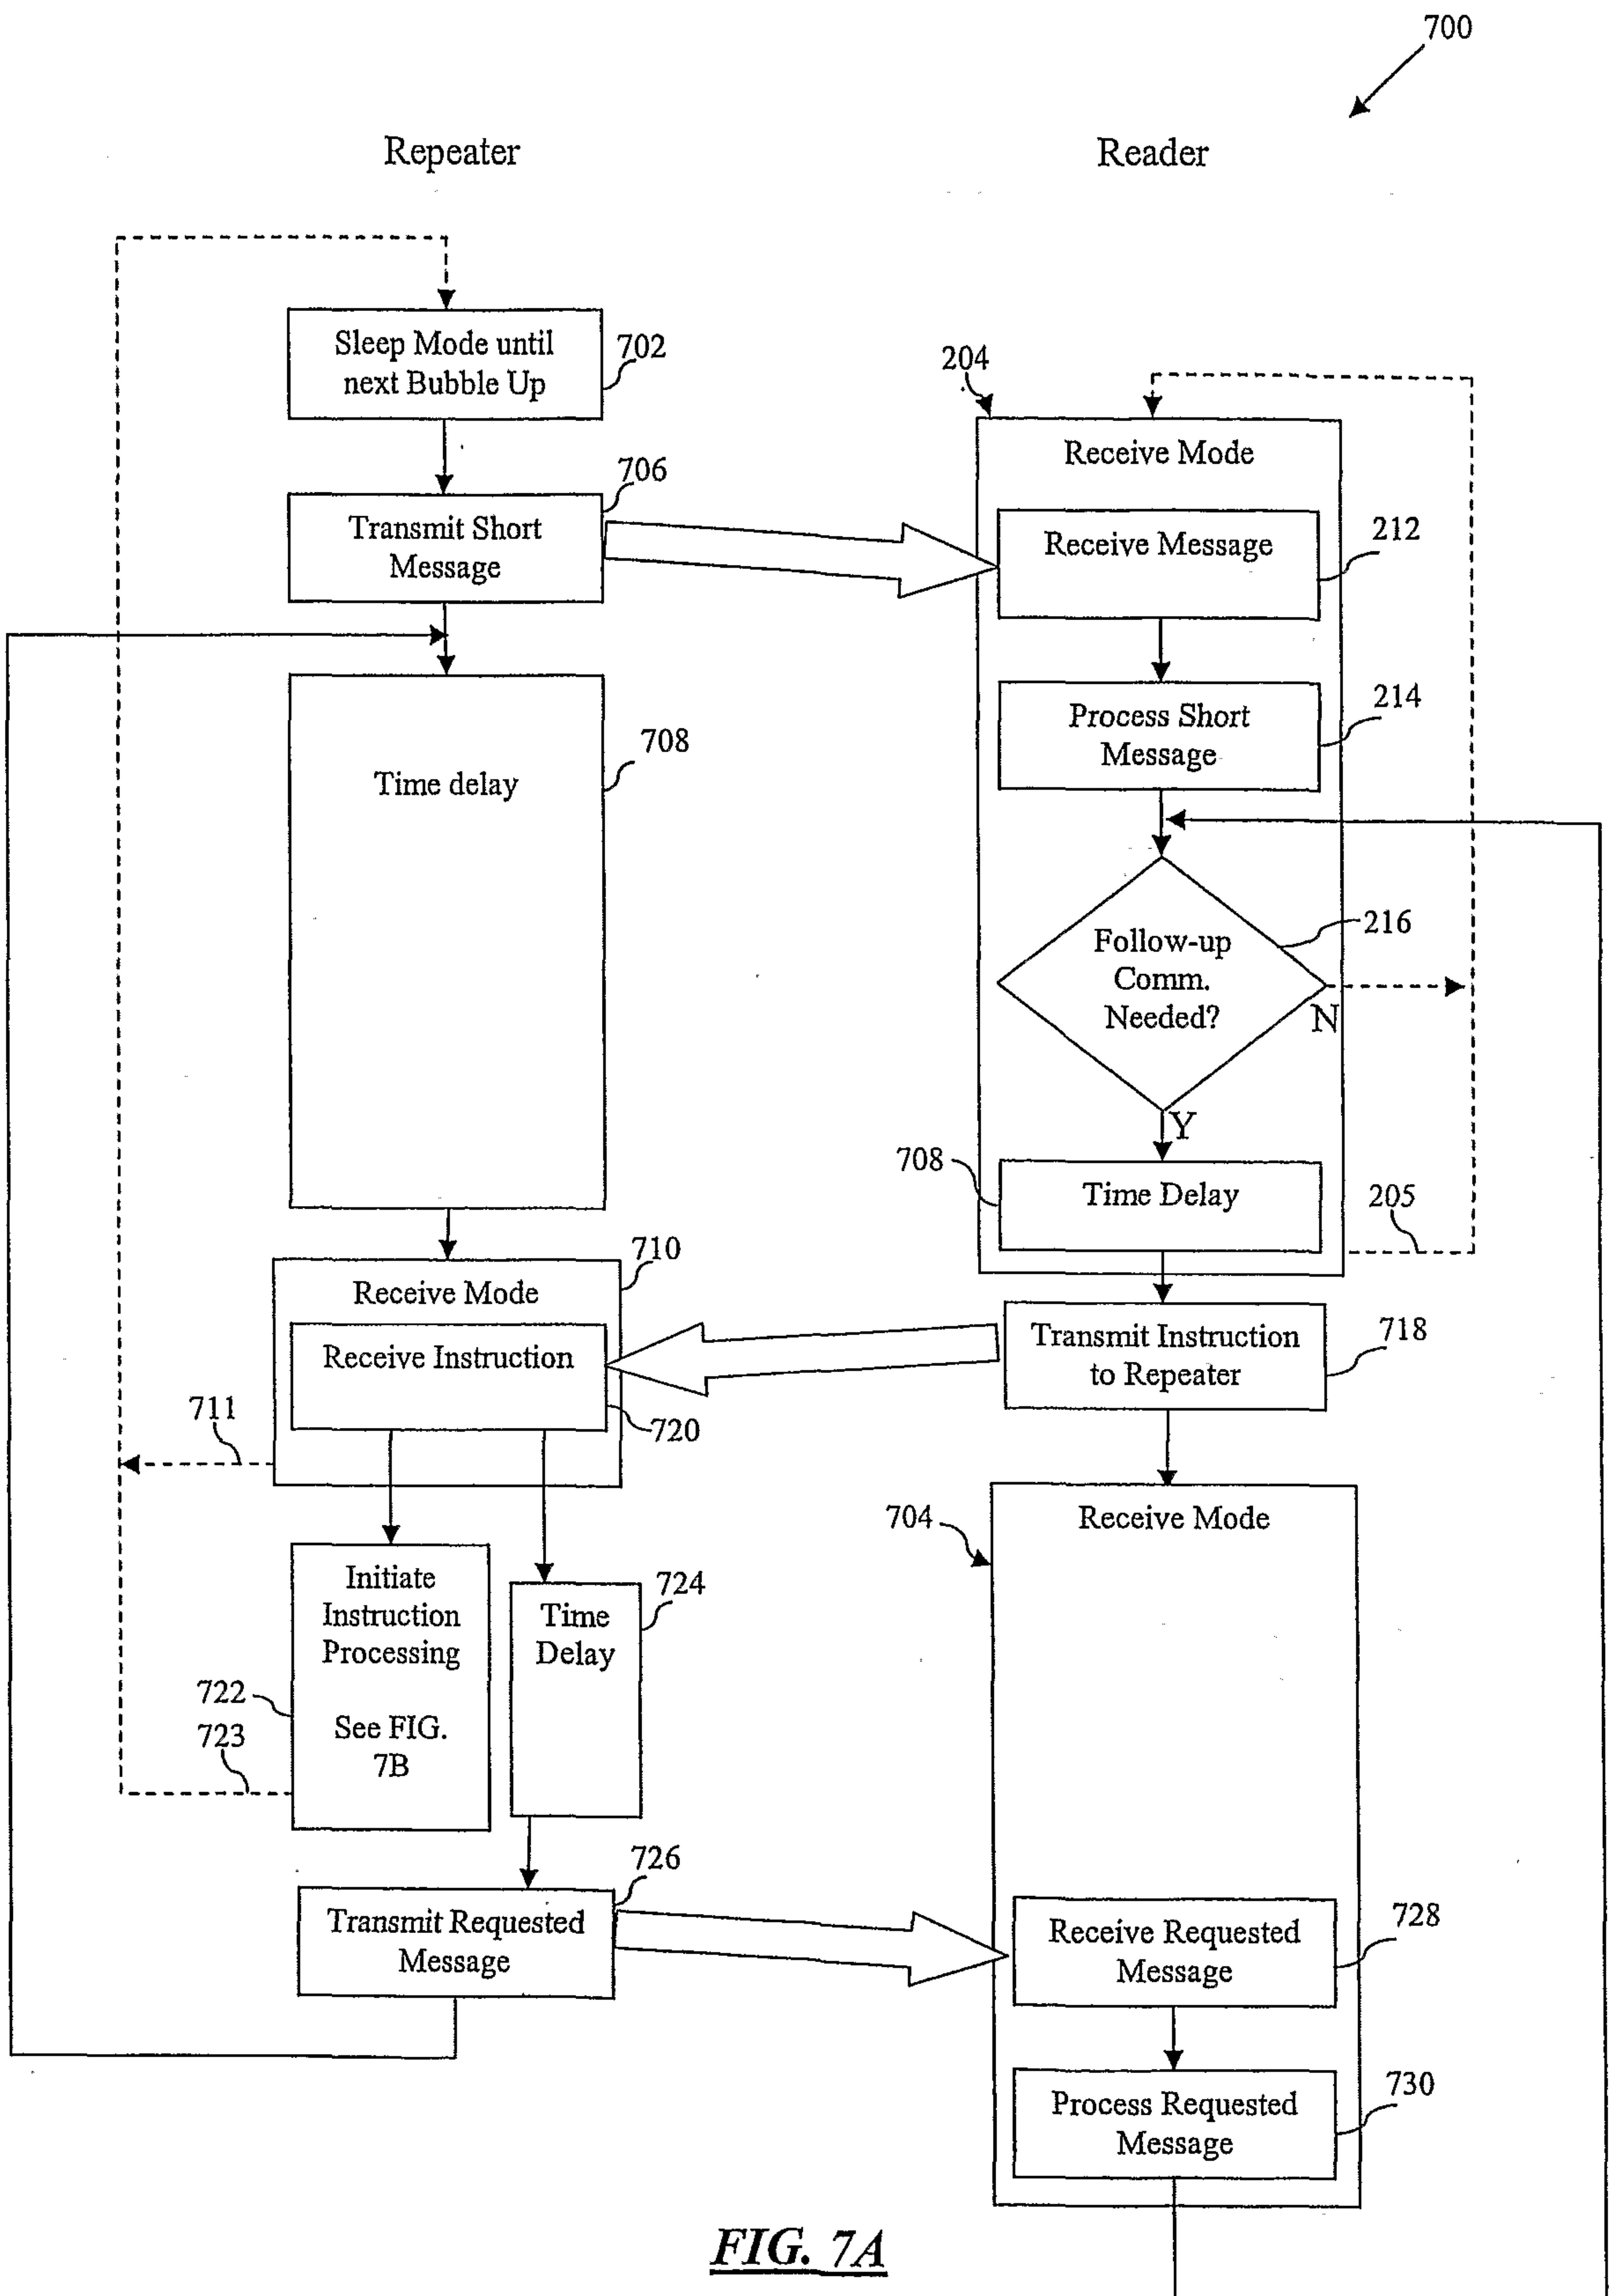 700
Repeater
Reader
Sleep Mode until
next Bubble Up
702
204
Receive Mode
706
Transmit Short
Message
Receive Message
212
Process Short
Message
214
708
Time delay
Follow-up
Comm.
Needed?
216
N
Y
708
Time Delay
205
710
Receive Mode
Receive Instruction
720
711
Transmit Instruction
to Repeater
718
704
Receive Mode
Initiate
Instruction
Processing
See FIG.
7B
722
723
Time
Delay
724
726
Transmit Requested
Message
Receive Requested
Message
728
Process Requested
Message
730
FIG. 7A